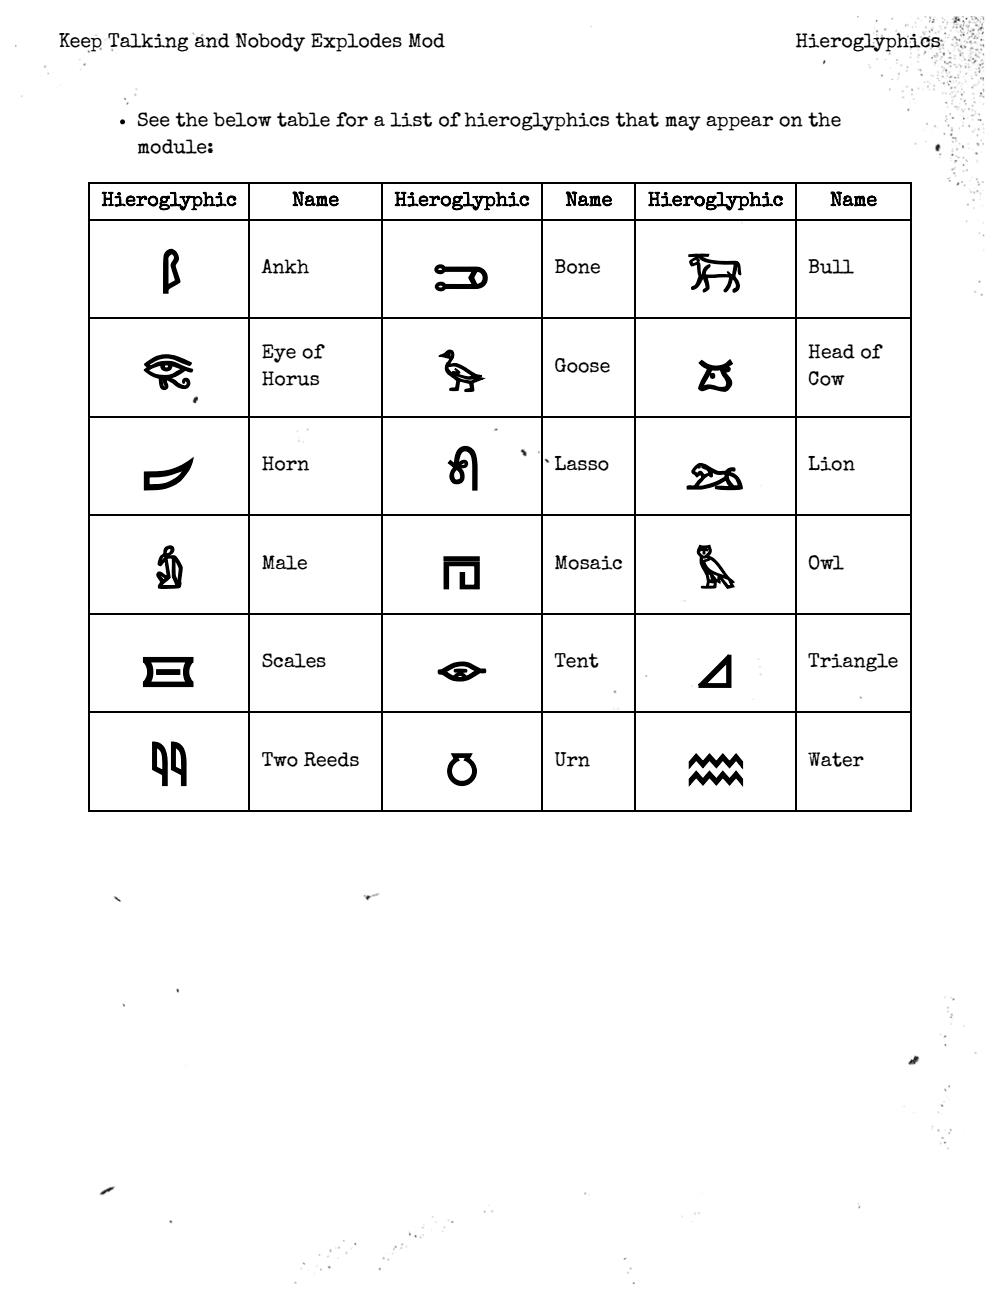 Keep Talking and Nobody Explodes Mod Hieroglyphics
• See the below table for a list of hieroglyphics that may appear on the
module:
Hieroglyphic Name Hieroglyphic Name Hieroglyphic Name
Ankh Bone Bull
Eye of Horus Goose Head of Cow
Horn Lasso Lion
Male Mosaic Owl
Scales Tent Triangle
Two Reeds Urn Water